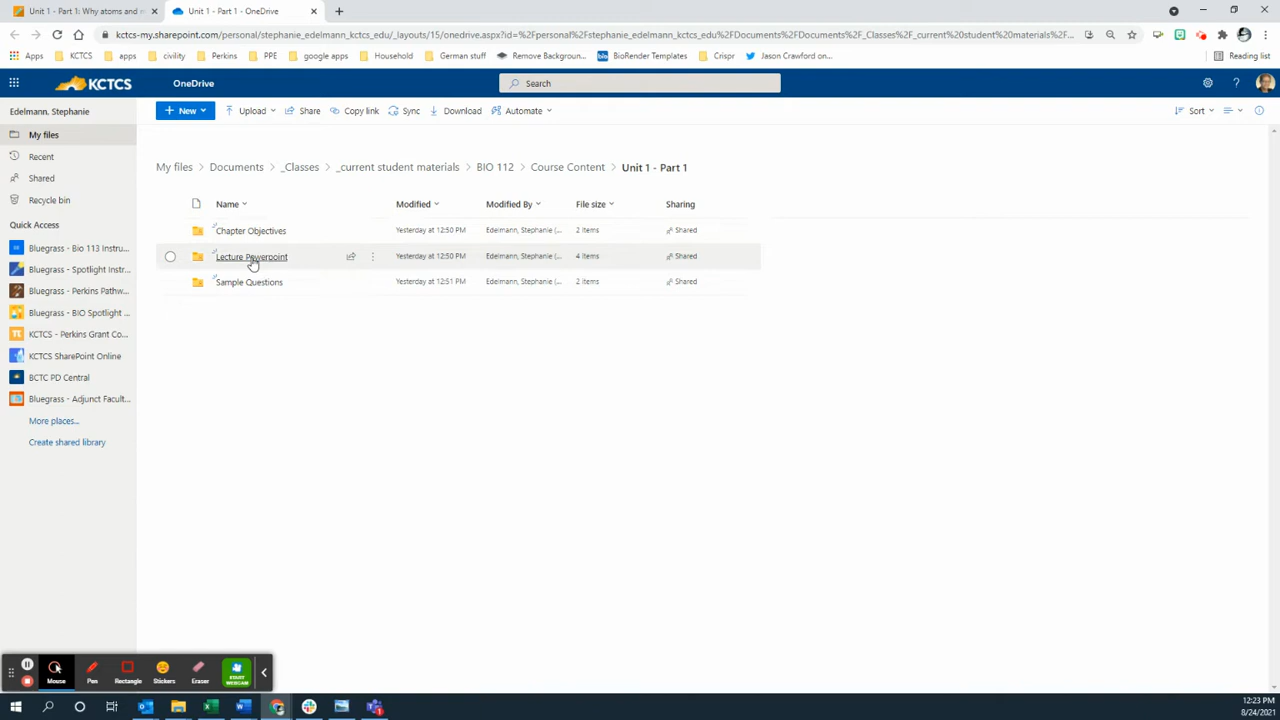 Unit 1 - Part 1: Why atoms and m
Unit 1 - Part 1 - OneDrive
kctcs-my.sharepoint.com/personal/stephanie_edelmann_kctcs_edu/_layouts/15/onedrive.aspx?id=%2Fpersonal%2Fstephanie_edelmann_kctcs_edu%2FDocuments%2FDocuments%2F_Classes%2F_current%20student%20materials%2F...
Apps KCTCS apps civility Perkins PPE google apps Household German stuff Remove Background... BioRender Templates Crispr Jason Crawford on... Reading list
KCTCS OneDrive Search ?
Edelmann, Stephanie
+ New Upload Share Copy link Sync Download Automate Sort
My files
Recent
Shared
Recycle bin
Quick Access
Bluegrass - Bio 113 Instru...
Bluegrass - Spotlight Instr...
Bluegrass - Perkins Pathw...
Bluegrass - BIO Spotlight ...
KCTCS - Perkins Grant Co...
KCTCS SharePoint Online
BCTC PD Central
Bluegrass - Adjunct Facult...
More places...
Create shared library
My files > Documents > _Classes > _current student materials > BIO 112 > Course Content > Unit 1 - Part 1
Name Modified Modified By File size Sharing
Chapter Objectives Yesterday at 12:50 PM Edelmann, Stephanie (... 2 items Shared
Lecture Powerpoint Yesterday at 12:50 PM Edelmann, Stephanie (... 4 items Shared
Sample Questions Yesterday at 12:51 PM Edelmann, Stephanie (... 2 items Shared
Mouse Pen Rectangle Stickers Eraser START WEBCAM
12:23 PM
8/24/2021